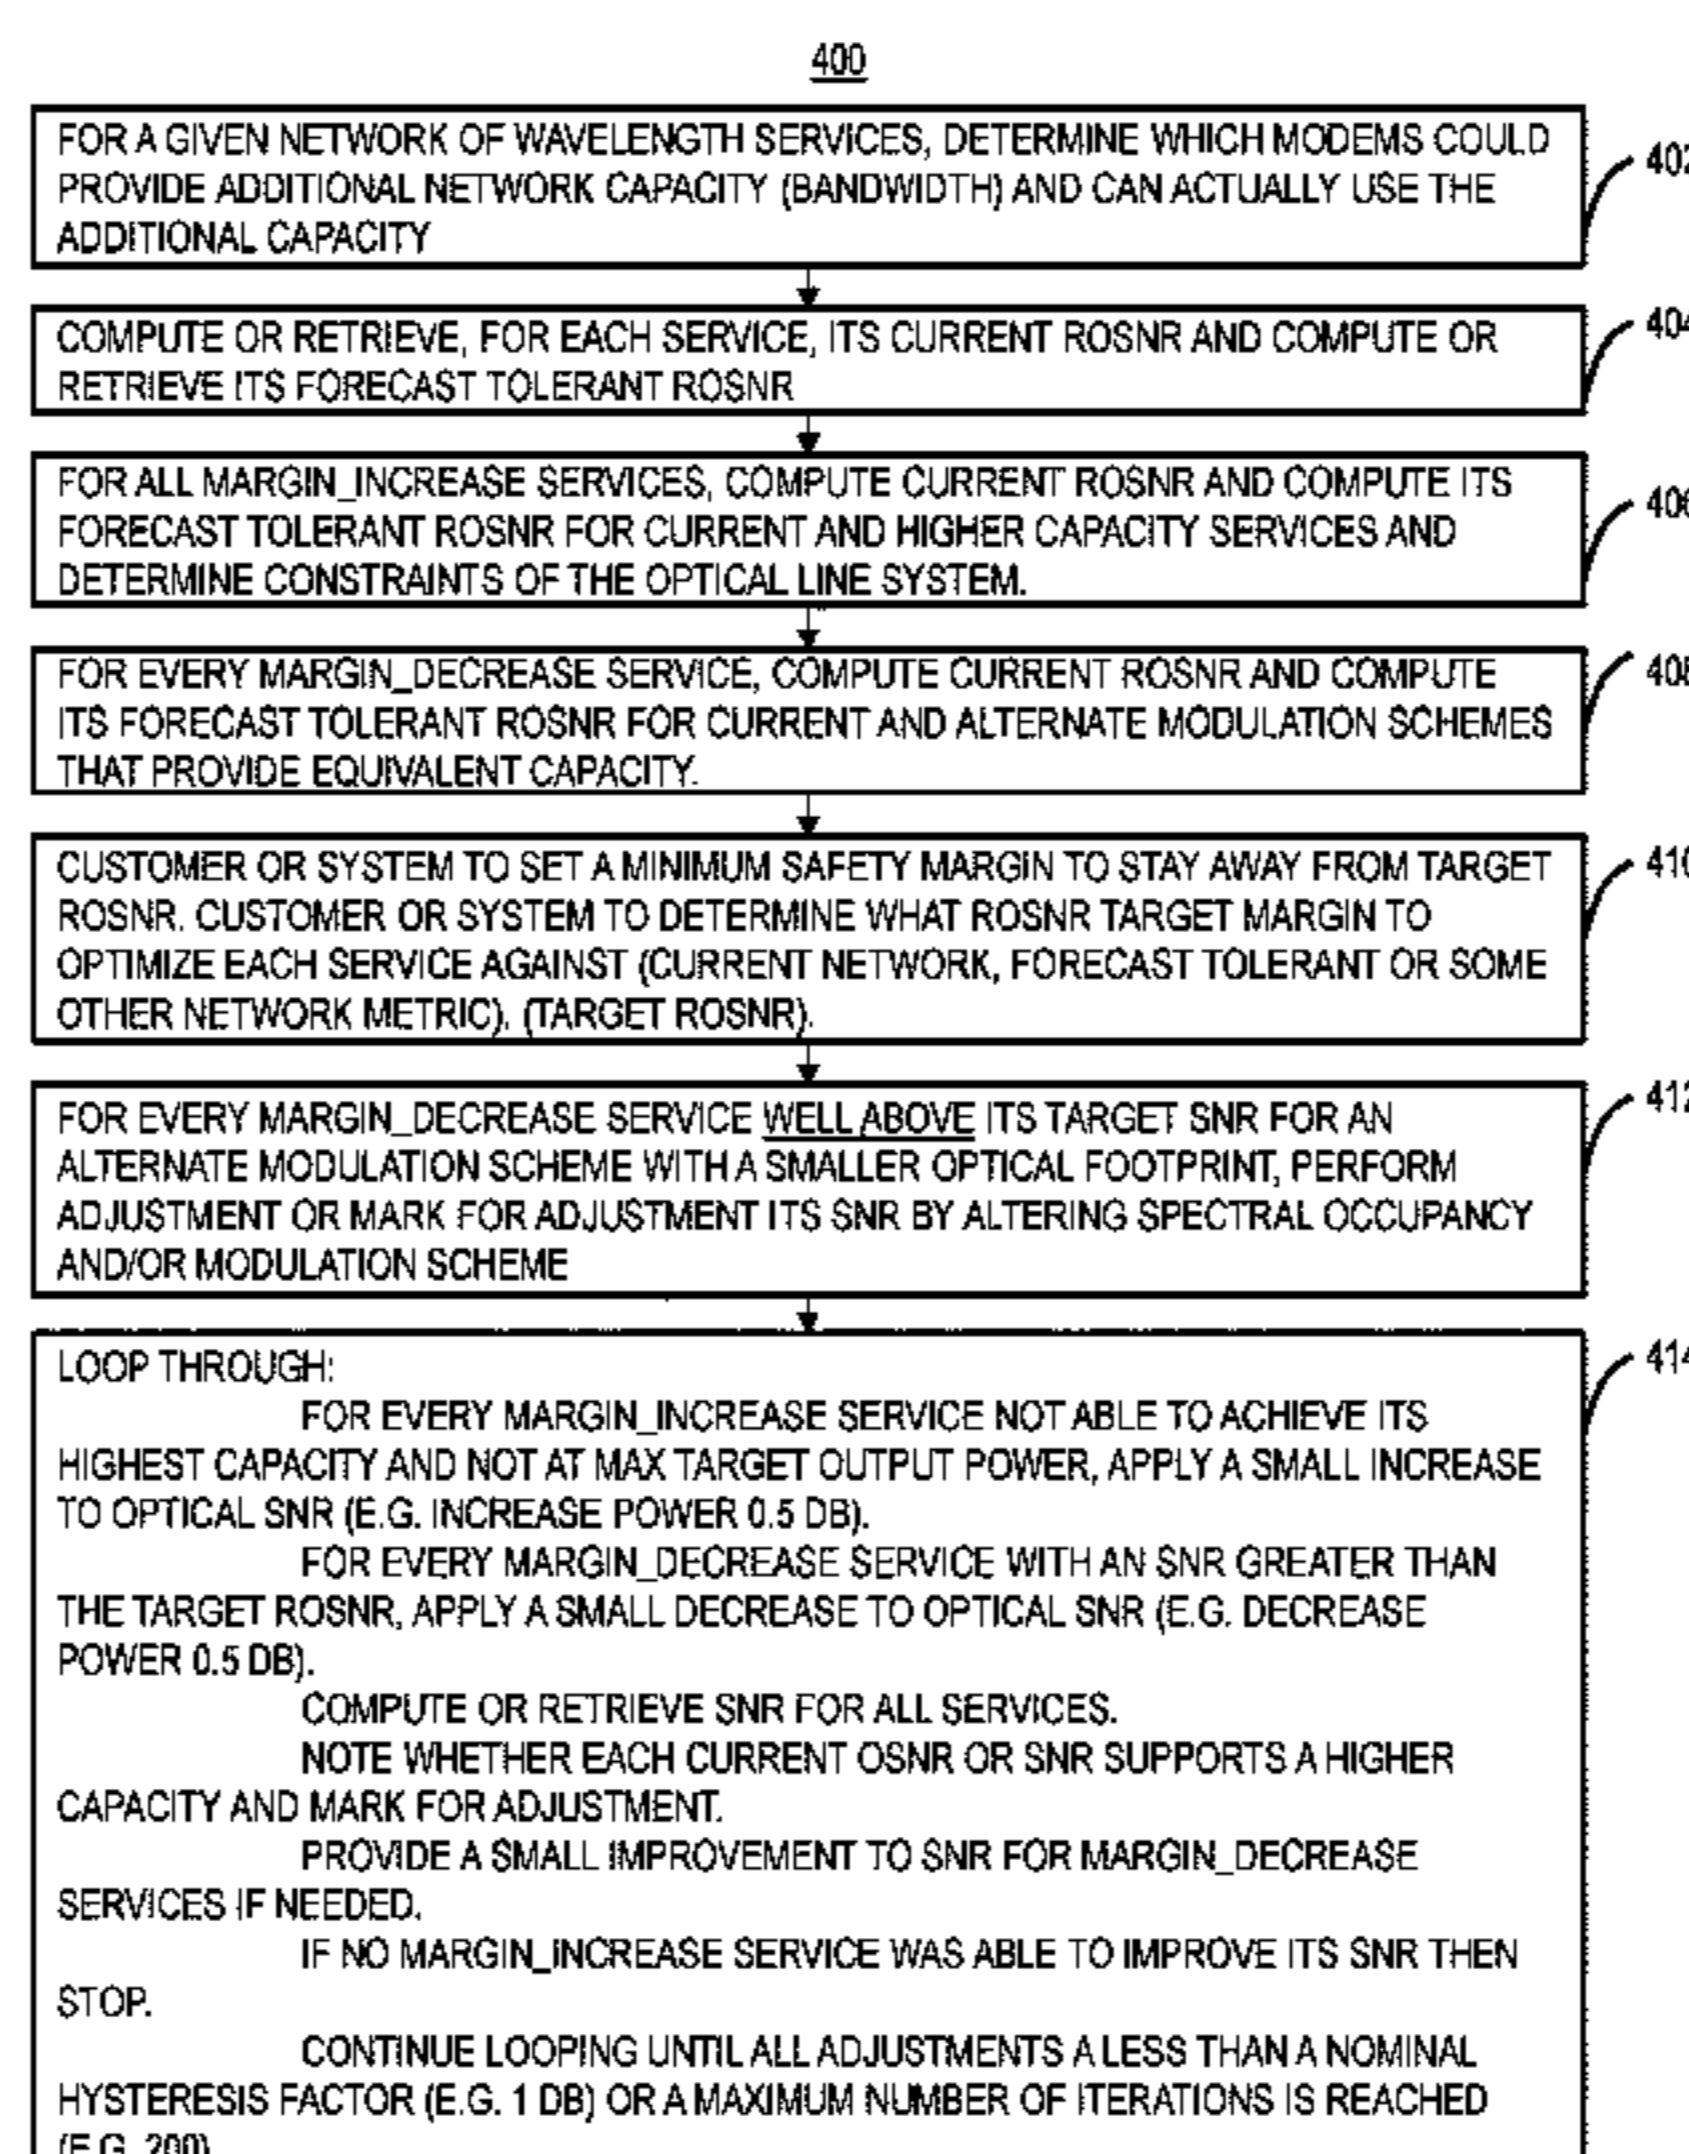 400
FOR A GIVEN NETWORK OF WAVELENGTH SERVICES, DETERMINE WHICH MODEMS COULD
PROVIDE ADDITIONAL NETWORK CAPACITY (BANDWIDTH) AND CAN ACTUALLY USE THE
ADDITIONAL CAPACITY
402
COMPUTE OR RETRIEVE, FOR EACH SERVICE, ITS CURRENT ROSNR AND COMPUTE OR
RETRIEVE ITS FORECAST TOLERANT ROSNR
404
FOR ALL MARGIN_INCREASE SERVICES, COMPUTE CURRENT ROSNR AND COMPUTE ITS
FORECAST TOLERANT ROSNR FOR CURRENT AND HIGHER CAPACITY SERVICES AND
DETERMINE CONSTRAINTS OF THE OPTICAL LINE SYSTEM.
406
FOR EVERY MARGIN_DECREASE SERVICE, COMPUTE CURRENT ROSNR AND COMPUTE
ITS FORECAST TOLERANT ROSNR FOR CURRENT AND ALTERNATE MODULATION SCHEMES
THAT PROVIDE EQUIVALENT CAPACITY.
408
CUSTOMER OR SYSTEM TO SET A MINIMUM SAFETY MARGIN TO STAY AWAY FROM TARGET
ROSNR. CUSTOMER OR SYSTEM TO DETERMINE WHAT ROSNR TARGET MARGIN TO
OPTIMIZE EACH SERVICE AGAINST (CURRENT NETWORK, FORECAST TOLERANT OR SOME
OTHER NETWORK METRIC). (TARGET ROSNR).
410
FOR EVERY MARGIN_DECREASE SERVICE WELL ABOVE ITS TARGET SNR FOR AN
ALTERNATE MODULATION SCHEME WITH A SMALLER OPTICAL FOOTPRINT, PERFORM
ADJUSTMENT OR MARK FOR ADJUSTMENT ITS SNR BY ALTERING SPECTRAL OCCUPANCY
AND/OR MODULATION SCHEME
412
LOOP THROUGH:
FOR EVERY MARGIN_INCREASE SERVICE NOT ABLE TO ACHIEVE ITS
HIGHEST CAPACITY AND NOT AT MAX TARGET OUTPUT POWER, APPLY A SMALL INCREASE
TO OPTICAL SNR (E.G. INCREASE POWER 0.5 DB).
FOR EVERY MARGIN_DECREASE SERVICE WITH AN SNR GREATER THAN
THE TARGET ROSNR, APPLY A SMALL DECREASE TO OPTICAL SNR (E.G. DECREASE
POWER 0.5 DB).
COMPUTE OR RETRIEVE SNR FOR ALL SERVICES.
NOTE WHETHER EACH CURRENT OSNR OR SNR SUPPORTS A HIGHER
CAPACITY AND MARK FOR ADJUSTMENT.
PROVIDE A SMALL IMPROVEMENT TO SNR FOR MARGIN_DECREASE
SERVICES IF NEEDED.
IF NO MARGIN_INCREASE SERVICE WAS ABLE TO IMPROVE ITS SNR THEN
STOP.
CONTINUE LOOPING UNTIL ALL ADJUSTMENTS A LESS THAN A NOMINAL
HYSTERESIS FACTOR (E.G. 1 DB) OR A MAXIMUM NUMBER OF ITERATIONS IS REACHED
(E.G. 200)
414